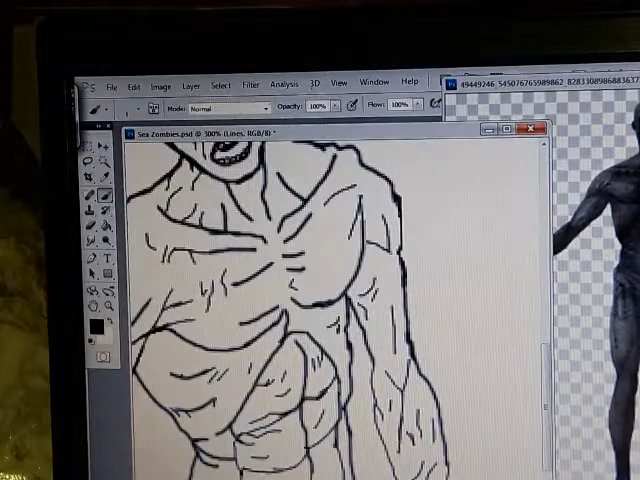 Ps File Edit Image Layer Select Filter Analysis 3D View Window Help
Mode: Normal Opacity: 100% Flow: 100%
Sea Zombies.psd @ 300% (Lines, RGB/8) *